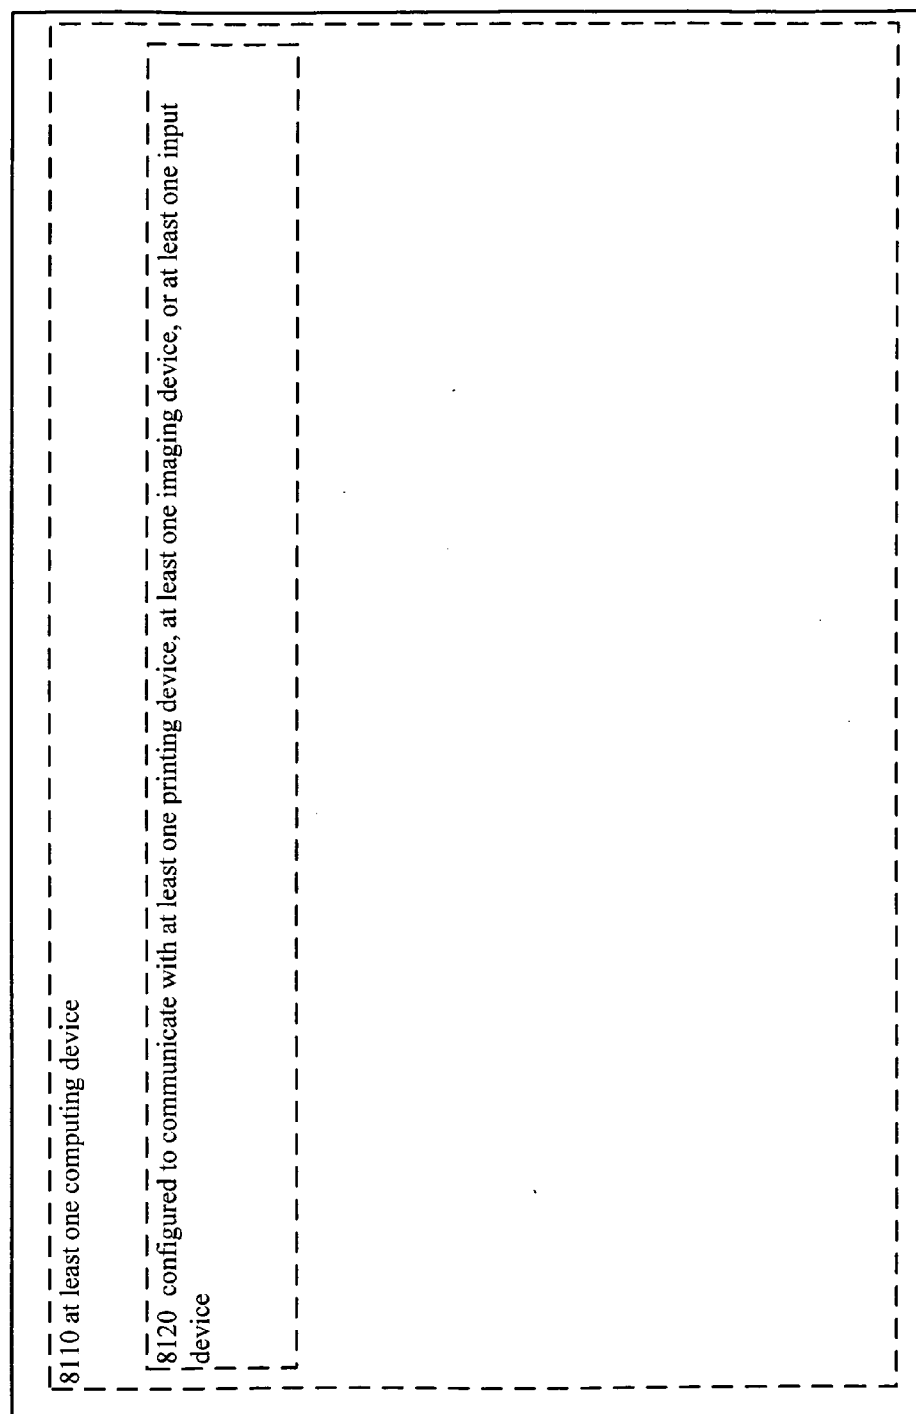 8110 at least one computing device
8120 configured to communicate with at least one printing device, at least one imaging device, or at least one input
device